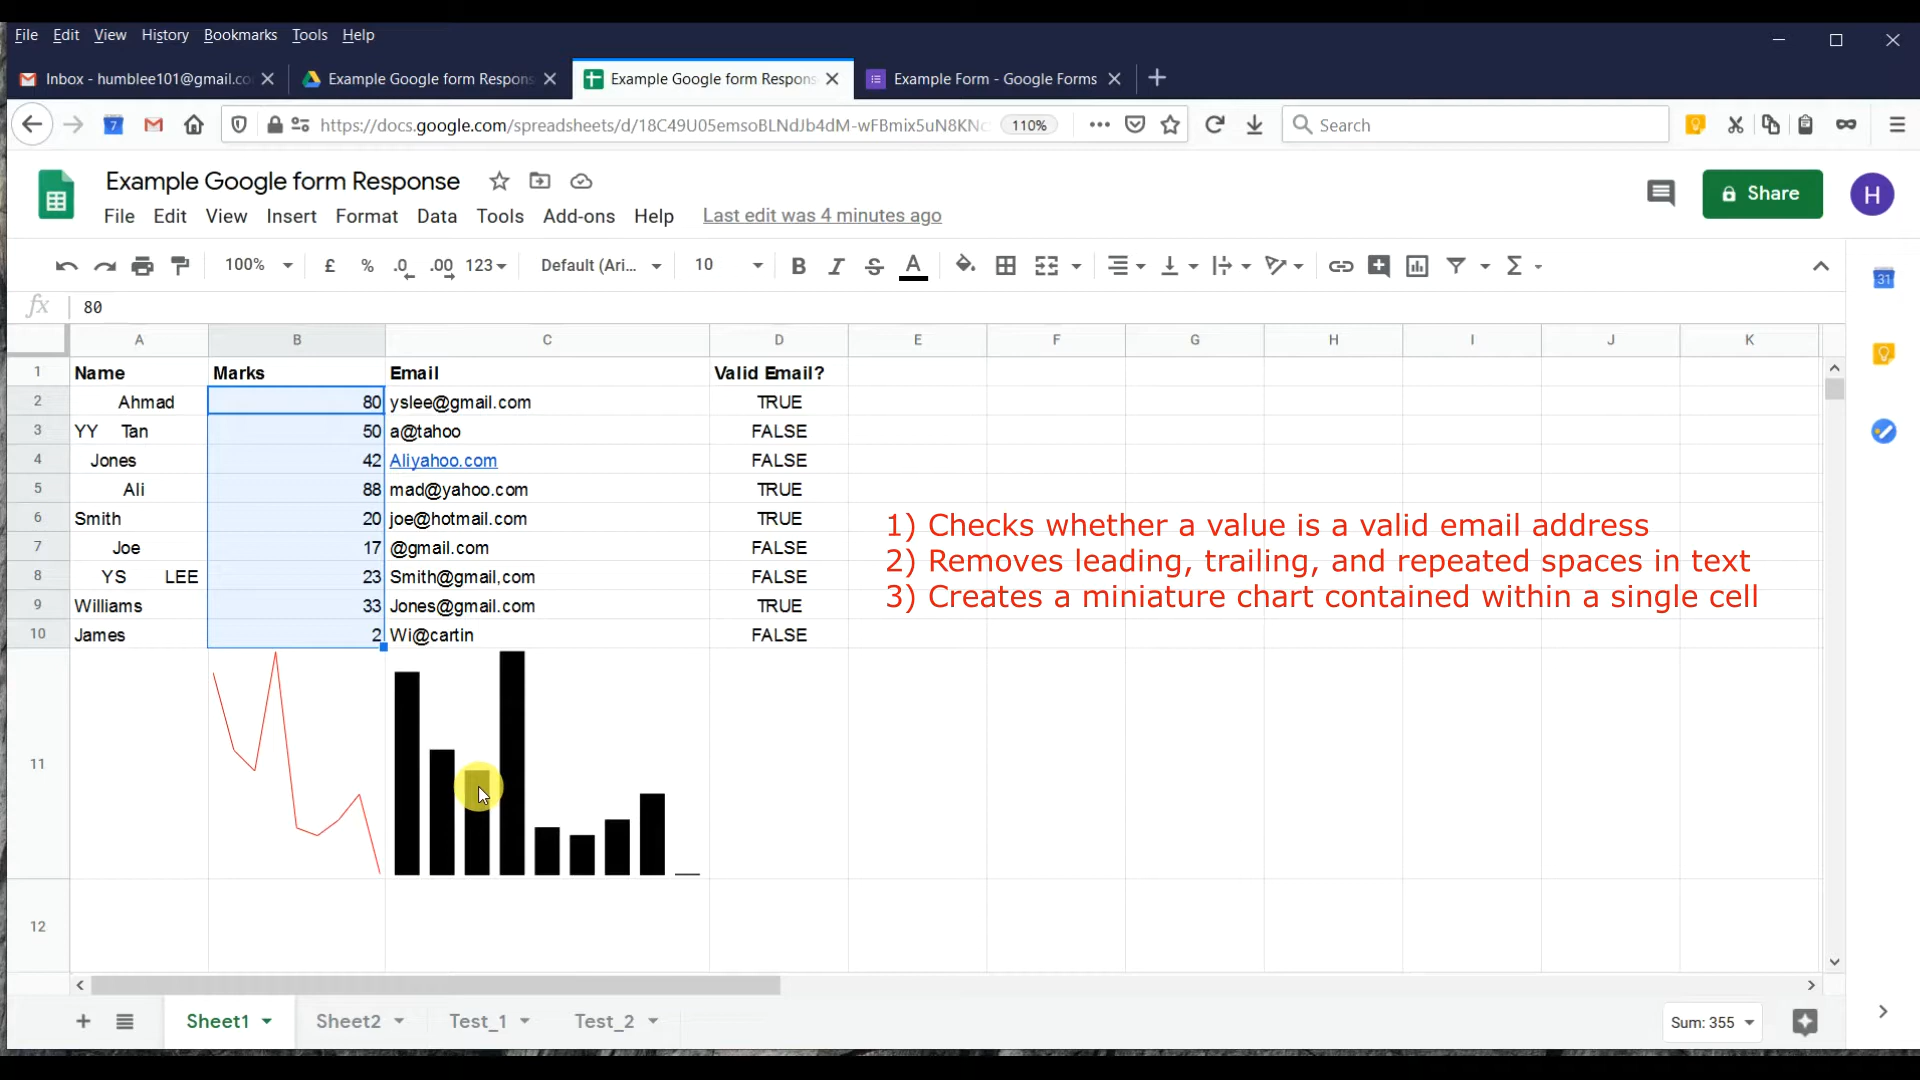 File Edit View History Bookmarks Tools Help
Inbox - humblee101@gmail.co
Example Google form Respons
Example Google form Respons
Example Form - Google Forms
https://docs.google.com/spreadsheets/d/18C49U05emsoBLNdJb4dM-wFBmix5uN8KNc 110% Search
Example Google form Response
Share H
File Edit View Insert Format Data Tools Add-ons Help Last edit was 4 minutes ago
100% £ % .0 .00 123 Default (Ari... 10 B I S A Σ
fx 80
A B C D E F G H I J K
1 Name Marks Email Valid Email?
2 Ahmad 80 yslee@gmail.com TRUE
3 YY Tan 50 a@tahoo FALSE
4 Jones 42 Aliyahoo.com FALSE
5 Ali 88 mad@yahoo.com TRUE
6 Smith 20 joe@hotmail.com TRUE
7 Joe 17 @gmail.com FALSE
8 YS LEE 23 Smith@gmail,com FALSE
9 Williams 33 Jones@gmail.com TRUE
10 James 2 Wi@cartin FALSE
1) Checks whether a value is a valid email address
2) Removes leading, trailing, and repeated spaces in text
3) Creates a miniature chart contained within a single cell
11
12
Sheet1 Sheet2 Test_1 Test_2 Sum: 355
7
31